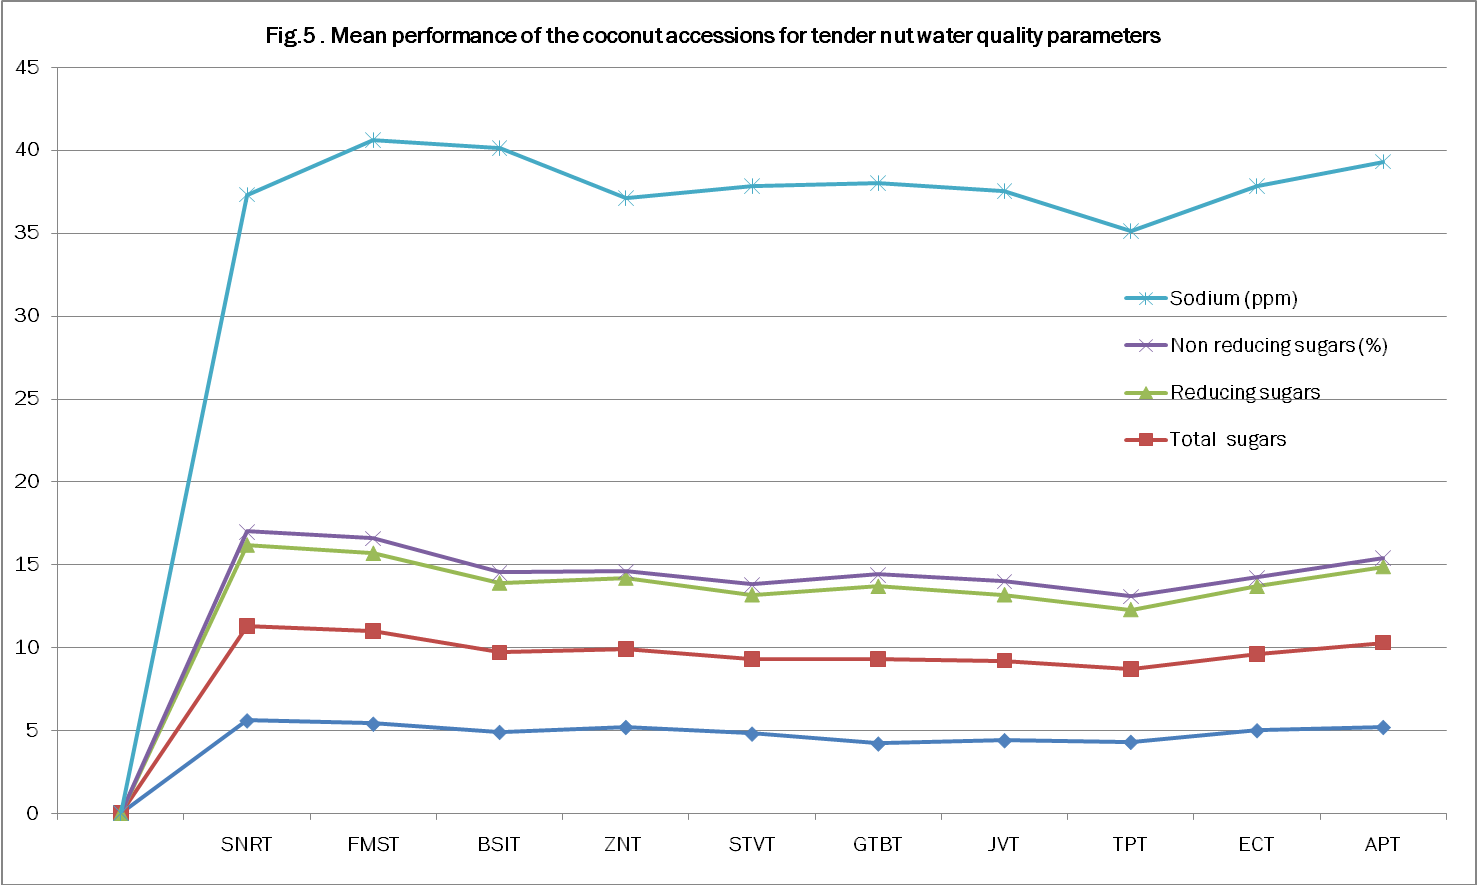 Fig.5 . Mean performance of the coconut accessions for tender nut water quality parameters
45
40
35
30
25
20
15
10
5
0
Sodium (ppm)
Non reducing sugars (%)
Reducing sugars
Total sugars
SNRT FMST BSIT ZNT STVT GTBT JVT TPT ECT APT